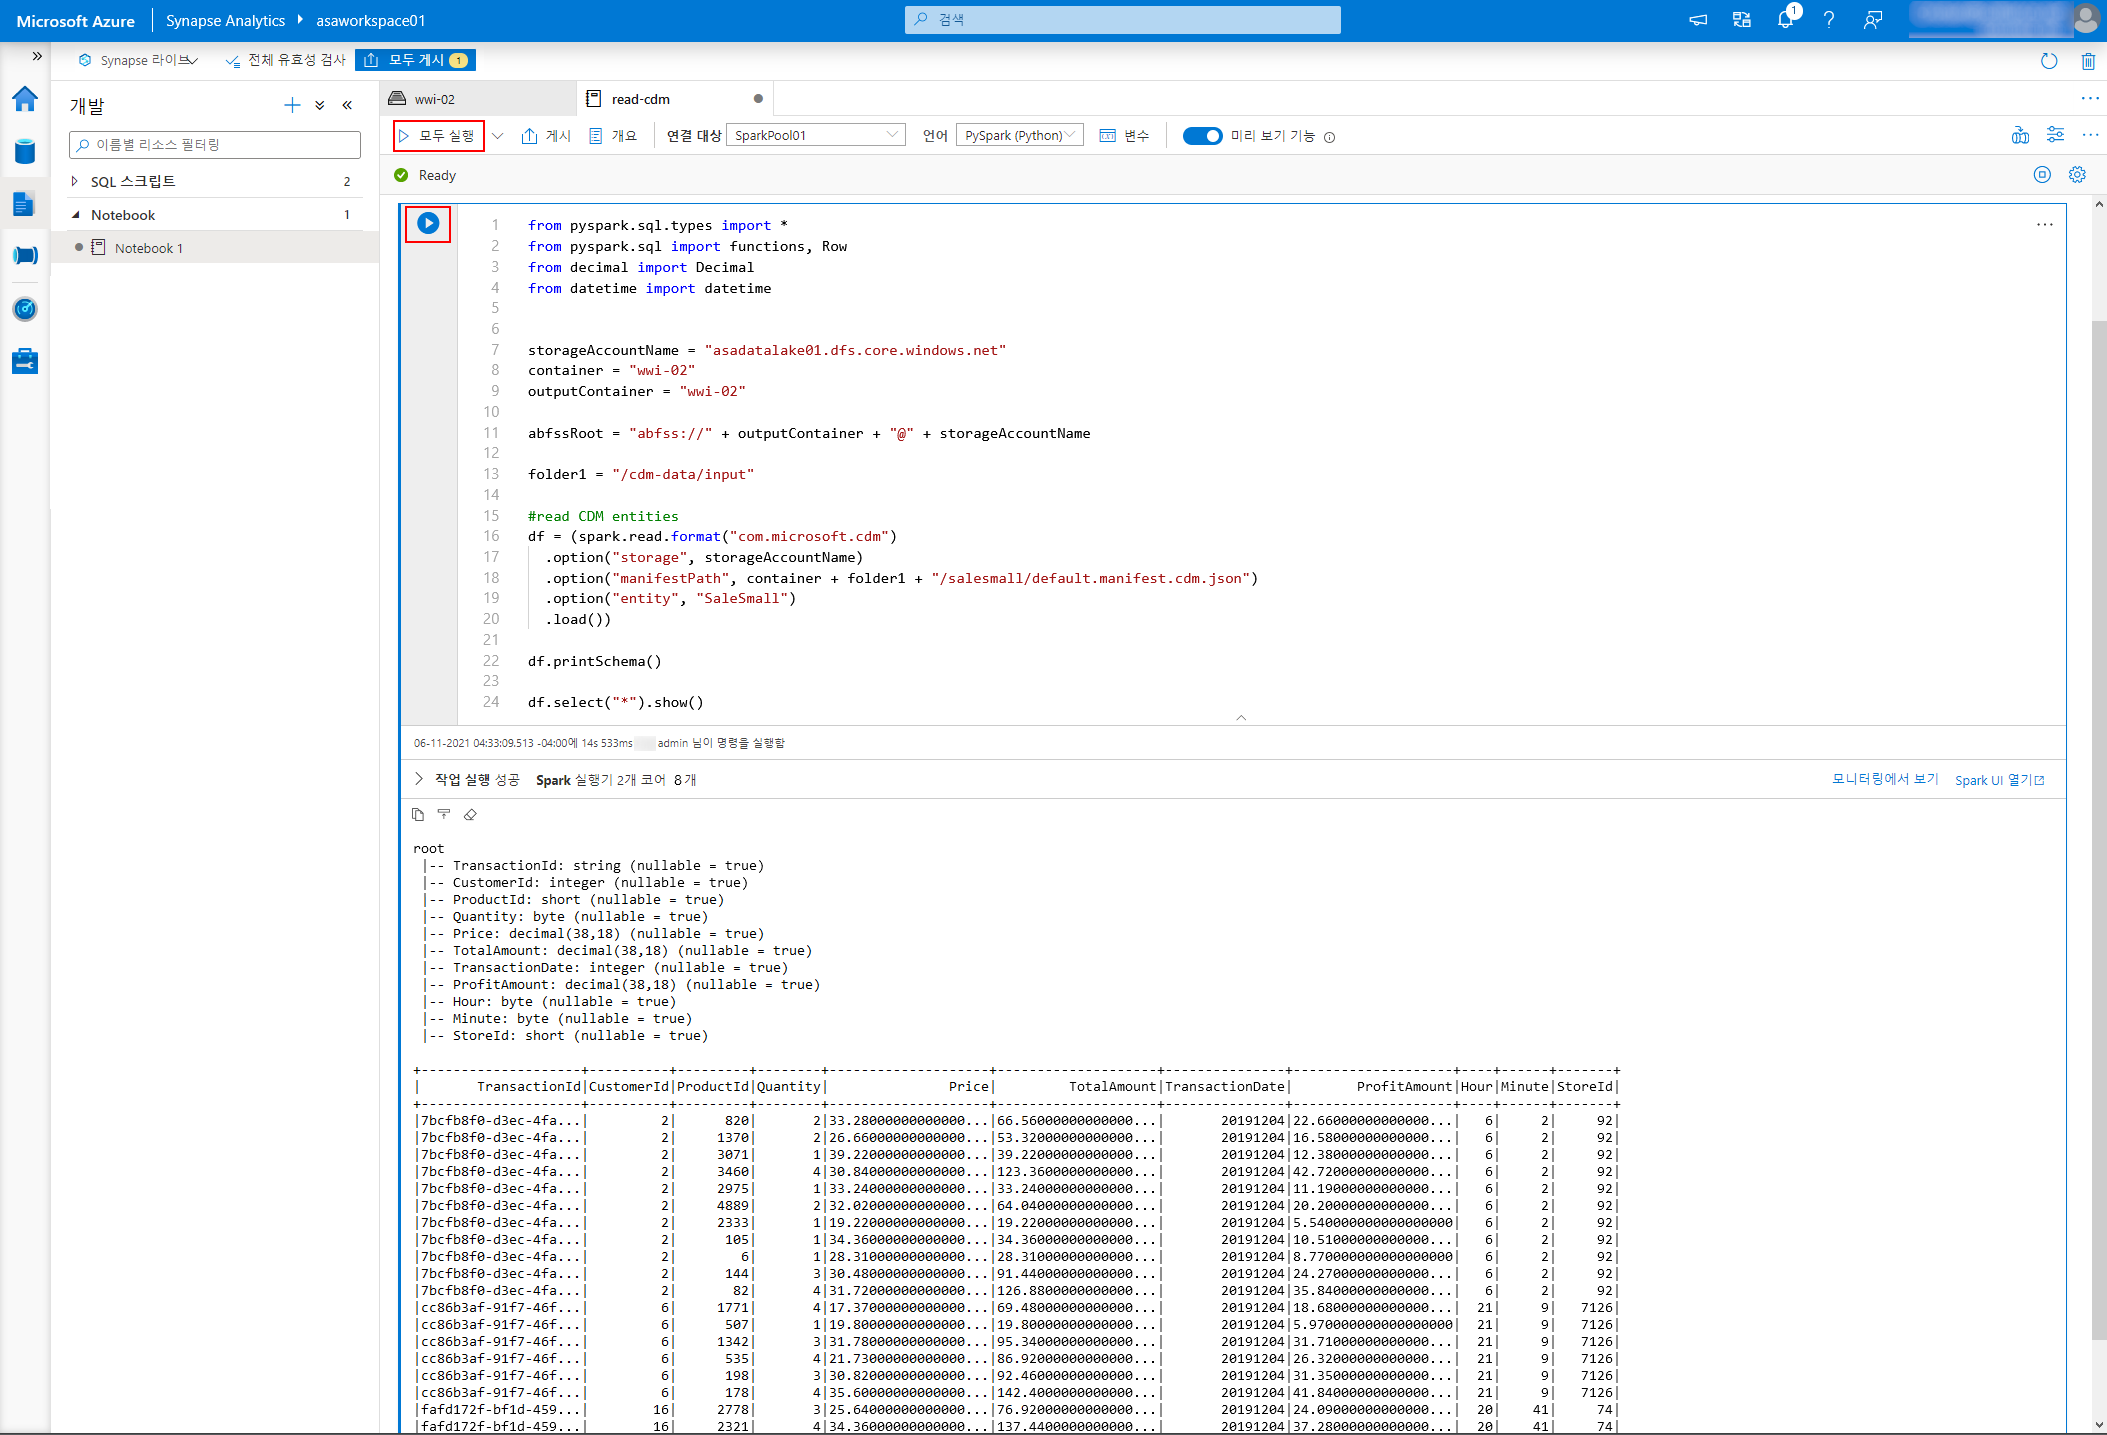 Microsoft Azure Synapse Analytics asaworkspace01 검색 1
Synapse 라이브 전체 유효성 검사 모두 게시 1
개발
이름별 리소스 필터링
SQL 스크립트 2
Notebook 1
Notebook 1
wwi-02 read-cdm
모두 실행 게시 개요 연결 대상 SparkPool01 언어 PySpark (Python) 변수 미리 보기 기능
Ready
1 from pyspark.sql.types import *
2 from pyspark.sql import functions, Row
3 from decimal import Decimal
4 from datetime import datetime
5
6
7 storageAccountName = "asadatalake01.dfs.core.windows.net"
8 container = "wwi-02"
9 outputContainer = "wwi-02"
10
11 abfssRoot = "abfss://" + outputContainer + "@" + storageAccountName
12
13 folder1 = "/cdm-data/input"
14
15 #read CDM entities
16 df = (spark.read.format("com.microsoft.cdm")
17 .option("storage", storageAccountName)
18 .option("manifestPath", container + folder1 + "/salesmall/default.manifest.cdm.json")
19 .option("entity", "SaleSmall")
20 .load())
21
22 df.printSchema()
23
24 df.select("*").show()
06-11-2021 04:33:09.513 -04:00에 14s 533ms admin 님이 명령을 실행함
작업 실행 성공 Spark 실행기 2개 코어 8개 모니터링에서 보기 Spark UI 열기
root
|-- TransactionId: string (nullable = true)
|-- CustomerId: integer (nullable = true)
|-- ProductId: short (nullable = true)
|-- Quantity: byte (nullable = true)
|-- Price: decimal(38,18) (nullable = true)
|-- TotalAmount: decimal(38,18) (nullable = true)
|-- TransactionDate: integer (nullable = true)
|-- ProfitAmount: decimal(38,18) (nullable = true)
|-- Hour: byte (nullable = true)
|-- Minute: byte (nullable = true)
|-- StoreId: short (nullable = true)
+--------------------+----------+---------+--------+--------------------+--------------------+---------------+--------------------+----+------+-------+
| TransactionId|CustomerId|ProductId|Quantity| Price| TotalAmount|TransactionDate| ProfitAmount|Hour|Minute|StoreId|
+--------------------+----------+---------+--------+--------------------+--------------------+---------------+--------------------+----+------+-------+
|7bcfb8f0-d3ec-4fa...| 2| 820| 2|33.28000000000000...|66.56000000000000...| 20191204|22.66000000000000...| 6| 2| 92|
|7bcfb8f0-d3ec-4fa...| 2| 1370| 2|26.66000000000000...|53.32000000000000...| 20191204|16.58000000000000...| 6| 2| 92|
|7bcfb8f0-d3ec-4fa...| 2| 3071| 1|39.22000000000000...|39.22000000000000...| 20191204|12.38000000000000...| 6| 2| 92|
|7bcfb8f0-d3ec-4fa...| 2| 3460| 4|30.84000000000000...|123.3600000000000...| 20191204|42.72000000000000...| 6| 2| 92|
|7bcfb8f0-d3ec-4fa...| 2| 2975| 1|33.24000000000000...|33.24000000000000...| 20191204|11.19000000000000...| 6| 2| 92|
|7bcfb8f0-d3ec-4fa...| 2| 4889| 2|32.02000000000000...|64.04000000000000...| 20191204|20.20000000000000...| 6| 2| 92|
|7bcfb8f0-d3ec-4fa...| 2| 2333| 1|19.22000000000000...|19.22000000000000...| 20191204|5.540000000000000000| 6| 2| 92|
|7bcfb8f0-d3ec-4fa...| 2| 105| 1|34.36000000000000...|34.36000000000000...| 20191204|10.51000000000000...| 6| 2| 92|
|7bcfb8f0-d3ec-4fa...| 2| 6| 1|28.31000000000000...|28.31000000000000...| 20191204|8.770000000000000000| 6| 2| 92|
|7bcfb8f0-d3ec-4fa...| 2| 144| 3|30.48000000000000...|91.44000000000000...| 20191204|24.27000000000000...| 6| 2| 92|
|7bcfb8f0-d3ec-4fa...| 2| 82| 4|31.72000000000000...|126.8800000000000...| 20191204|35.84000000000000...| 6| 2| 92|
|cc86b3af-91f7-46f...| 6| 1771| 4|17.37000000000000...|69.48000000000000...| 20191204|18.68000000000000...| 21| 9| 7126|
|cc86b3af-91f7-46f...| 6| 507| 1|19.80000000000000...|19.80000000000000...| 20191204|5.970000000000000000| 21| 9| 7126|
|cc86b3af-91f7-46f...| 6| 1342| 3|31.78000000000000...|95.34000000000000...| 20191204|31.71000000000000...| 21| 9| 7126|
|cc86b3af-91f7-46f...| 6| 535| 4|21.73000000000000...|86.92000000000000...| 20191204|26.32000000000000...| 21| 9| 7126|
|cc86b3af-91f7-46f...| 6| 198| 3|30.82000000000000...|92.46000000000000...| 20191204|31.35000000000000...| 21| 9| 7126|
|cc86b3af-91f7-46f...| 6| 178| 4|35.60000000000000...|142.4000000000000...| 20191204|41.84000000000000...| 21| 9| 7126|
|fafd172f-bf1d-459...| 16| 2778| 3|25.64000000000000...|76.92000000000000...| 20191204|24.09000000000000...| 20| 41| 74|
|fafd172f-bf1d-459...| 16| 2321| 4|34.36000000000000...|137.4400000000000...| 20191204|37.28000000000000...| 20| 41| 74|